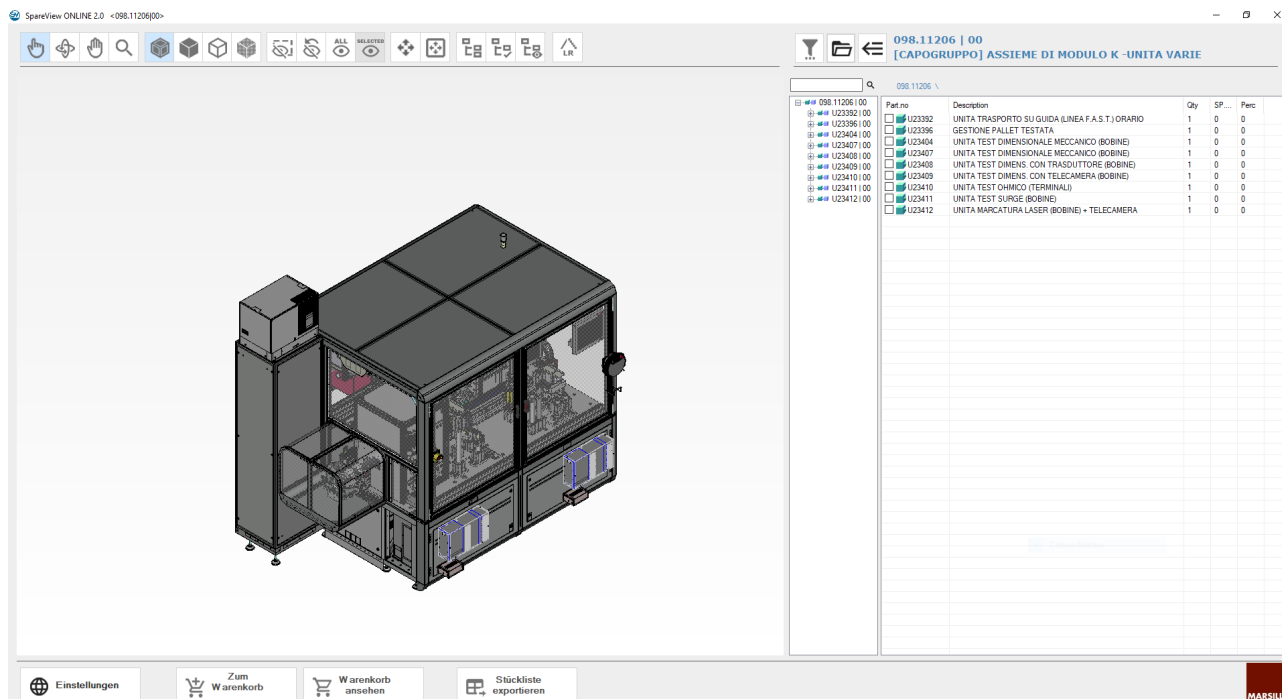 SpareView ONLINE 2.0 <098.11206|00>
ALL
SELECTED
LR
098.11206 | 00
[CAPOGRUPPO] ASSIEME DI MODULO K -UNITA VARIE
098.11206 \
098.11206|00
U23392|00
U23396|00
U23404|00
U23407|00
U23408|00
U23409|00
U23410|00
U23411|00
U23412|00
Part.no Description Qty SP.... Perc
U23392 UNITA TRASPORTO SU GUIDA (LINEA F.A.S.T.) ORARIO 1 0 0
U23396 GESTIONE PALLET TESTATA 1 0 0
U23404 UNITA TEST DIMENSIONALE MECCANICO (BOBINE) 1 0 0
U23407 UNITA TEST DIMENSIONALE MECCANICO (BOBINE) 1 0 0
U23408 UNITA TEST DIMENS. CON TRASDUTTORE (BOBINE) 1 0 0
U23409 UNITA TEST DIMENS. CON TELECAMERA (BOBINE) 1 0 0
U23410 UNITA TEST OHMICO (TERMINALI) 1 0 0
U23411 UNITA TEST SURGE (BOBINE) 1 0 0
U23412 UNITA MARCATURA LASER (BOBINE) + TELECAMERA 1 0 0
Einstellungen
Zum
Warenkorb
Warenkorb
ansehen
Stückliste
exportieren